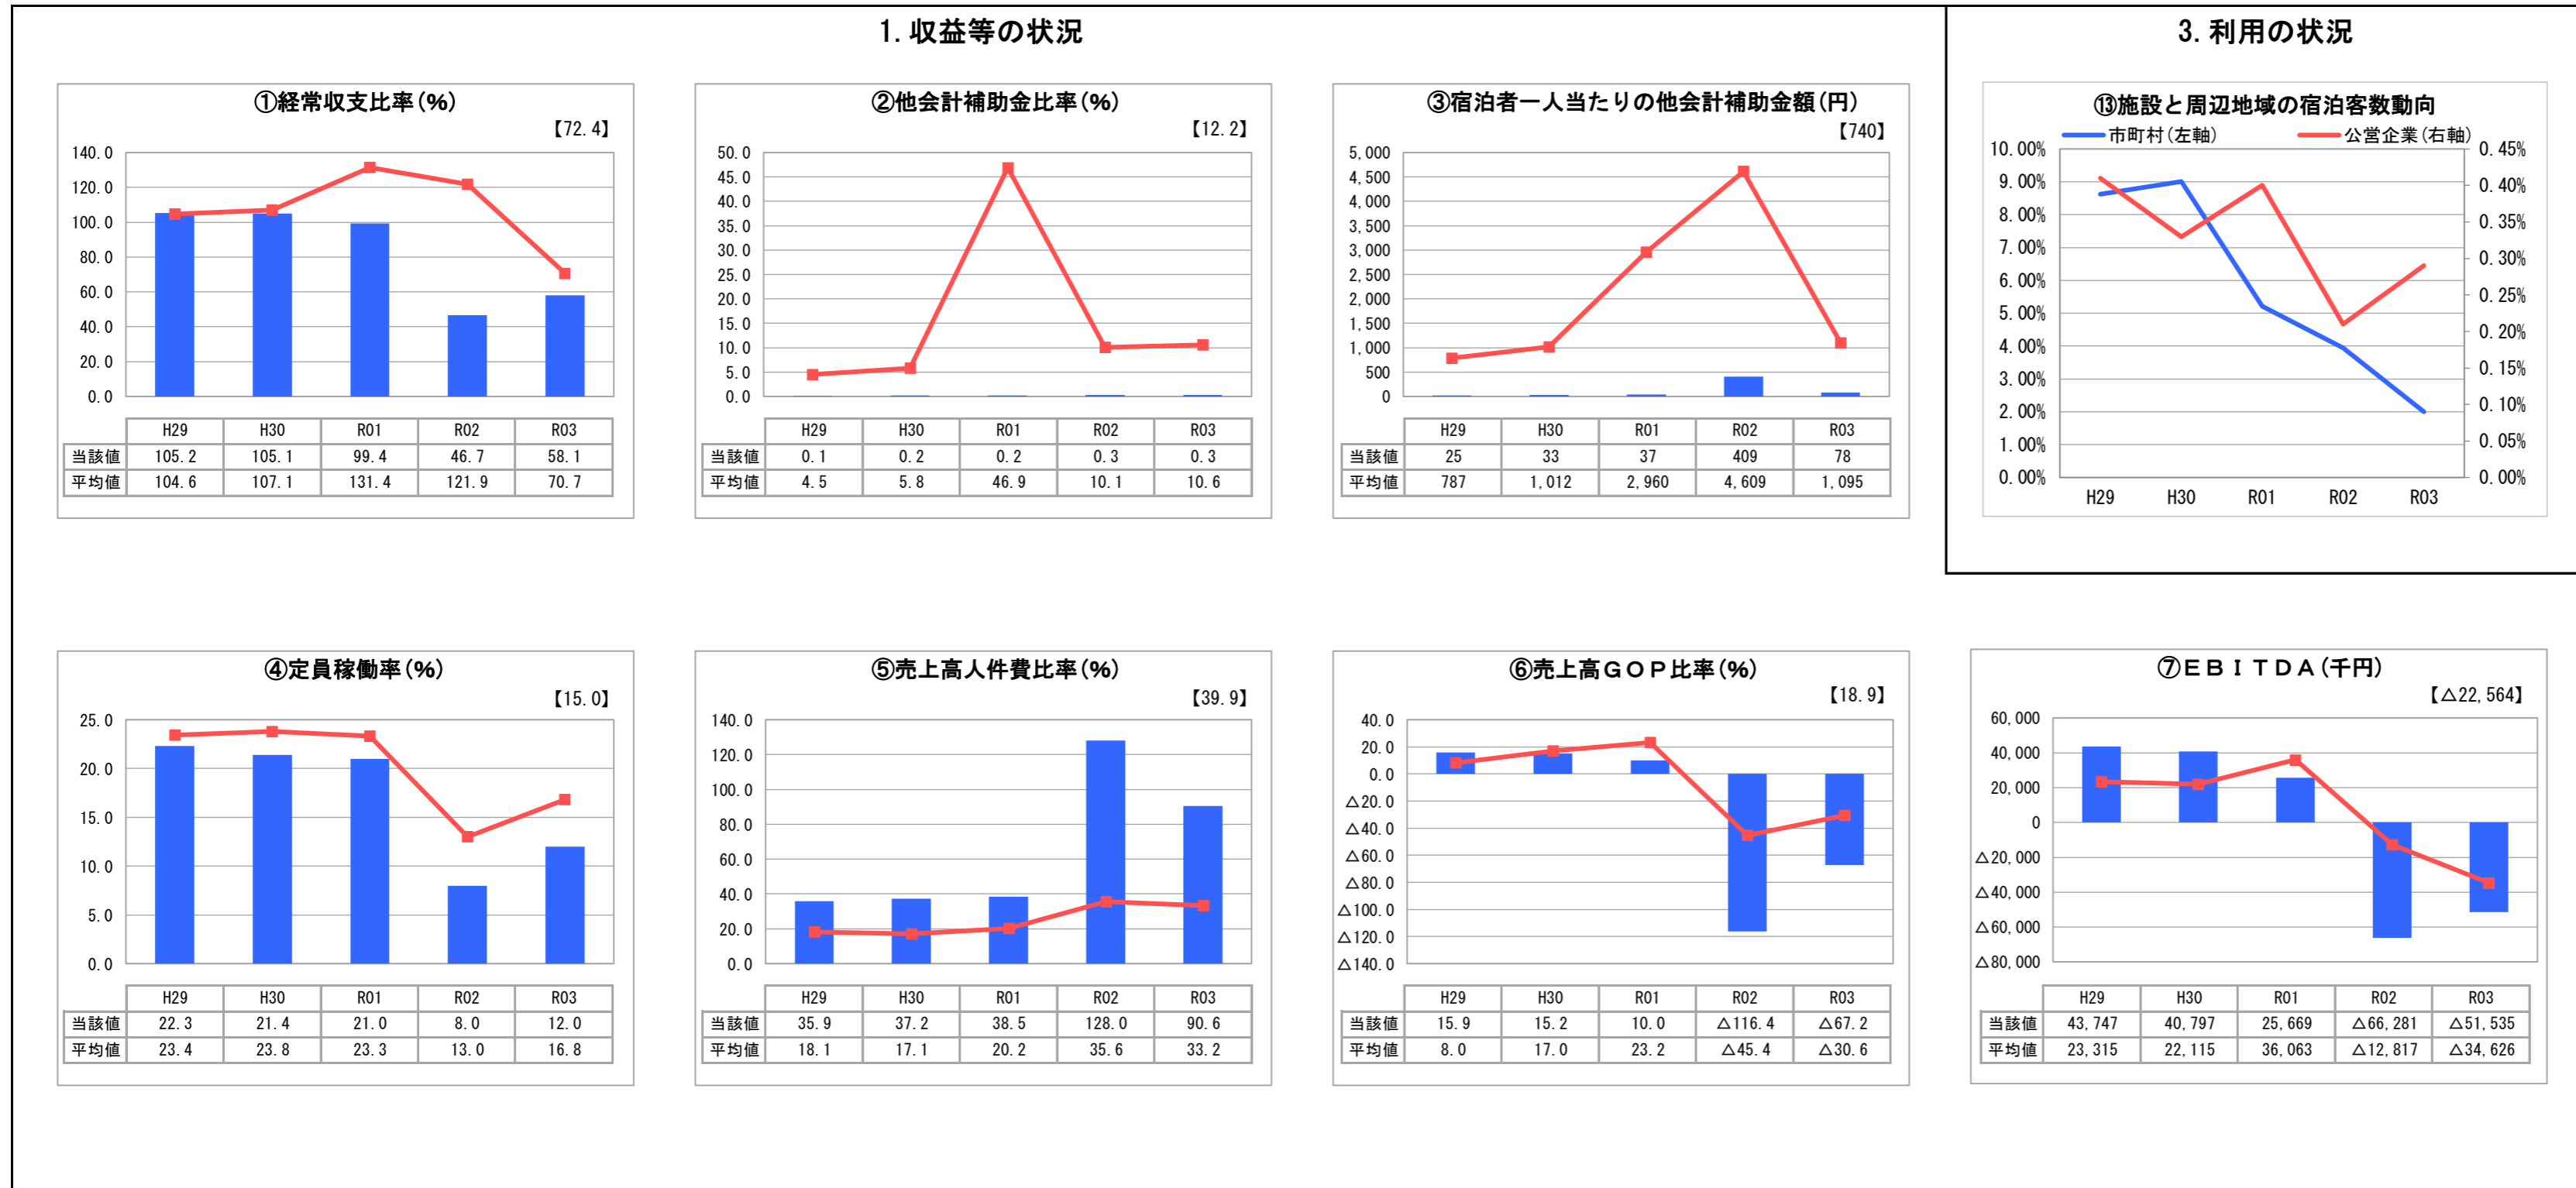 1. 収益等の状況
3. 利用の状況
①経常収支比率(%)
【72.4】
140.0
120.0
100.0
80.0
60.0
40.0
20.0
0.0
H29 H30 R01 R02 R03
当該値 105.2 105.1 99.4 46.7 58.1
平均値 104.6 107.1 131.4 121.9 70.7
②他会計補助金比率(%)
【12.2】
50.0
45.0
40.0
35.0
30.0
25.0
20.0
15.0
10.0
5.0
0.0
H29 H30 R01 R02 R03
当該値 0.1 0.2 0.2 0.3 0.3
平均値 4.5 5.8 46.9 10.1 10.6
③宿泊者一人当たりの他会計補助金額(円)
【740】
5,000
4,500
4,000
3,500
3,000
2,500
2,000
1,500
1,000
500
0
H29 H30 R01 R02 R03
当該値 25 33 37 409 78
平均値 787 1,012 2,960 4,609 1,095
⑬施設と周辺地域の宿泊客数動向
市町村(左軸) 公営企業(右軸)
10.00% 0.45%
9.00% 0.40%
8.00% 0.35%
7.00% 0.30%
6.00% 0.25%
5.00% 0.20%
4.00% 0.15%
3.00% 0.10%
2.00% 0.05%
1.00% 0.00%
0.00%
H29 H30 R01 R02 R03
④定員稼働率(%)
【15.0】
25.0
20.0
15.0
10.0
5.0
0.0
H29 H30 R01 R02 R03
当該値 22.3 21.4 21.0 8.0 12.0
平均値 23.4 23.8 23.3 13.0 16.8
⑤売上高人件費比率(%)
【39.9】
140.0
120.0
100.0
80.0
60.0
40.0
20.0
0.0
H29 H30 R01 R02 R03
当該値 35.9 37.2 38.5 128.0 90.6
平均値 18.1 17.1 20.2 35.6 33.2
⑥売上高ＧＯＰ比率(%)
【18.9】
40.0
20.0
0.0
△20.0
△40.0
△60.0
△80.0
△100.0
△120.0
△140.0
H29 H30 R01 R02 R03
当該値 15.9 15.2 10.0 △116.4 △67.2
平均値 8.0 17.0 23.2 △45.4 △30.6
⑦ＥＢＩＴＤＡ(千円)
【△22,564】
60,000
40,000
20,000
0
△20,000
△40,000
△60,000
△80,000
H29 H30 R01 R02 R03
当該値 43,747 40,797 25,669 △66,281 △51,535
平均値 23,315 22,115 36,063 △12,817 △34,626